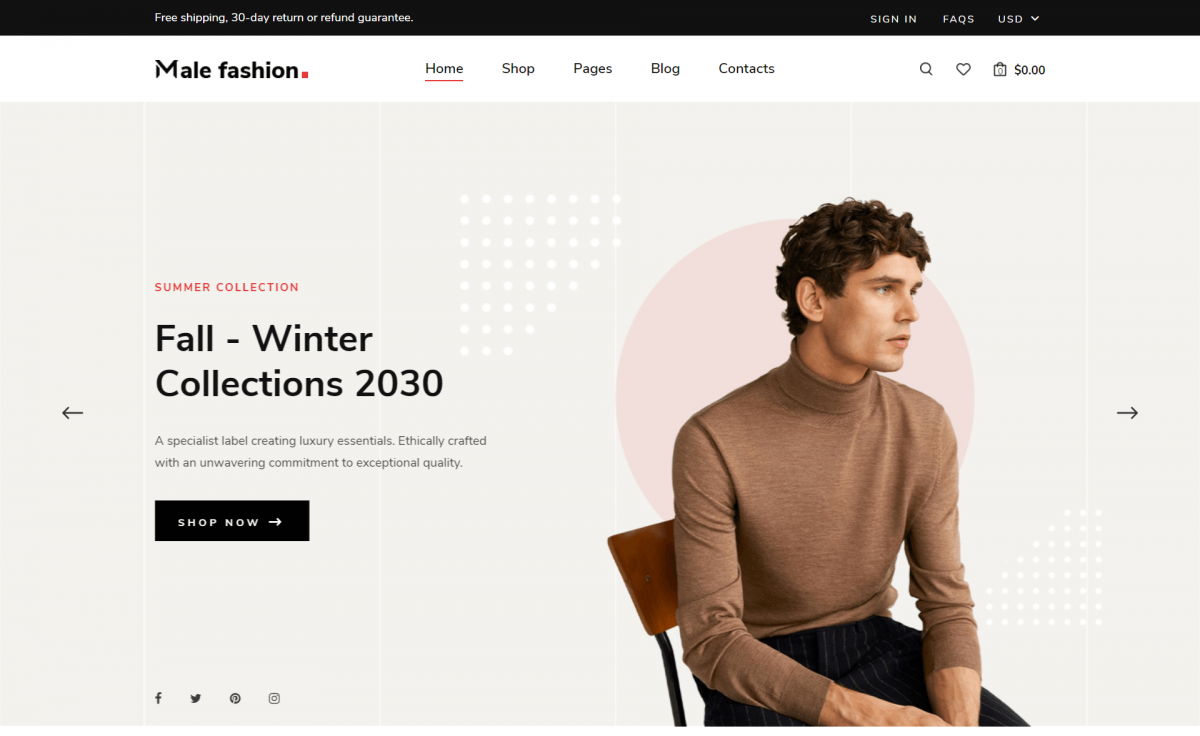 Free shipping, 30-day return or refund guarantee.
SIGN IN FAQS USD
Male fashion.
Home Shop Pages Blog Contacts
0 $0.00
SUMMER COLLECTION
Fall - Winter
Collections 2030
A specialist label creating luxury essentials. Ethically crafted
with an unwavering commitment to exceptional quality.
SHOP NOW